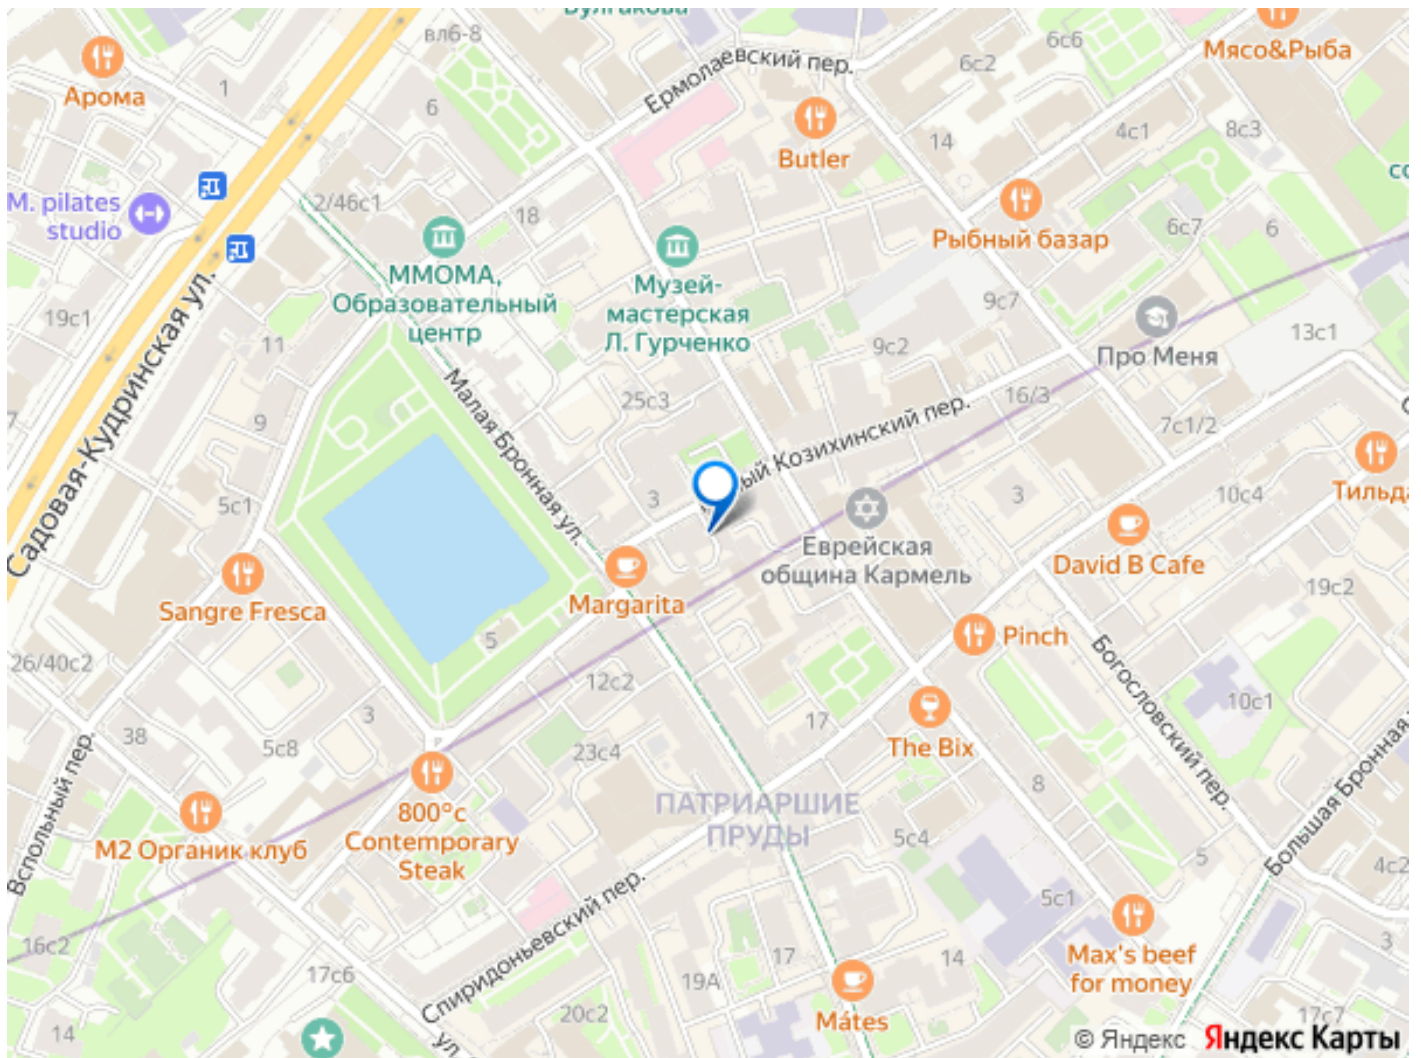 Булгакова
вл6-8
6с6
Мясо&Рыба
Арома
1
6
Ермолаевский пер.
6с2
Butler
14
4с1
8с3
M. pilates
studio
2/46с1
18
ММОМА,
Образовательный
центр
Музей-
мастерская
Л. Гурченко
Рыбный базар
6с7
6
19с1
Садовая-Кудринская ул.
11
9с7
9с2
Про Меня
13с1
9
Малая Бронная ул.
25с3
16/3
7с1/2
Козихинский пер.
5с1
3
3
10с4
Тильда
Еврейская
община Кармель
David B Cafe
19с2
Sangre Fresca
Margarita
5
Pinch
26/40с2
12с2
Богословский пер.
10с1
3
17
38
5с8
23с4
The Bix
8
Вспольный пер.
800°с
Contemporary
Steak
ПАТРИАРШИЕ
ПРУДЫ
М2 Органик клуб
5с4
5
Большая Бронная
4с2
16с2
17с6
Спиридоньевский пер.
5с1
Max's beef
for money
3
19А
17
14
14
20с2
Mátes
17с7
ул.
© Яндекс Яндекс Карты